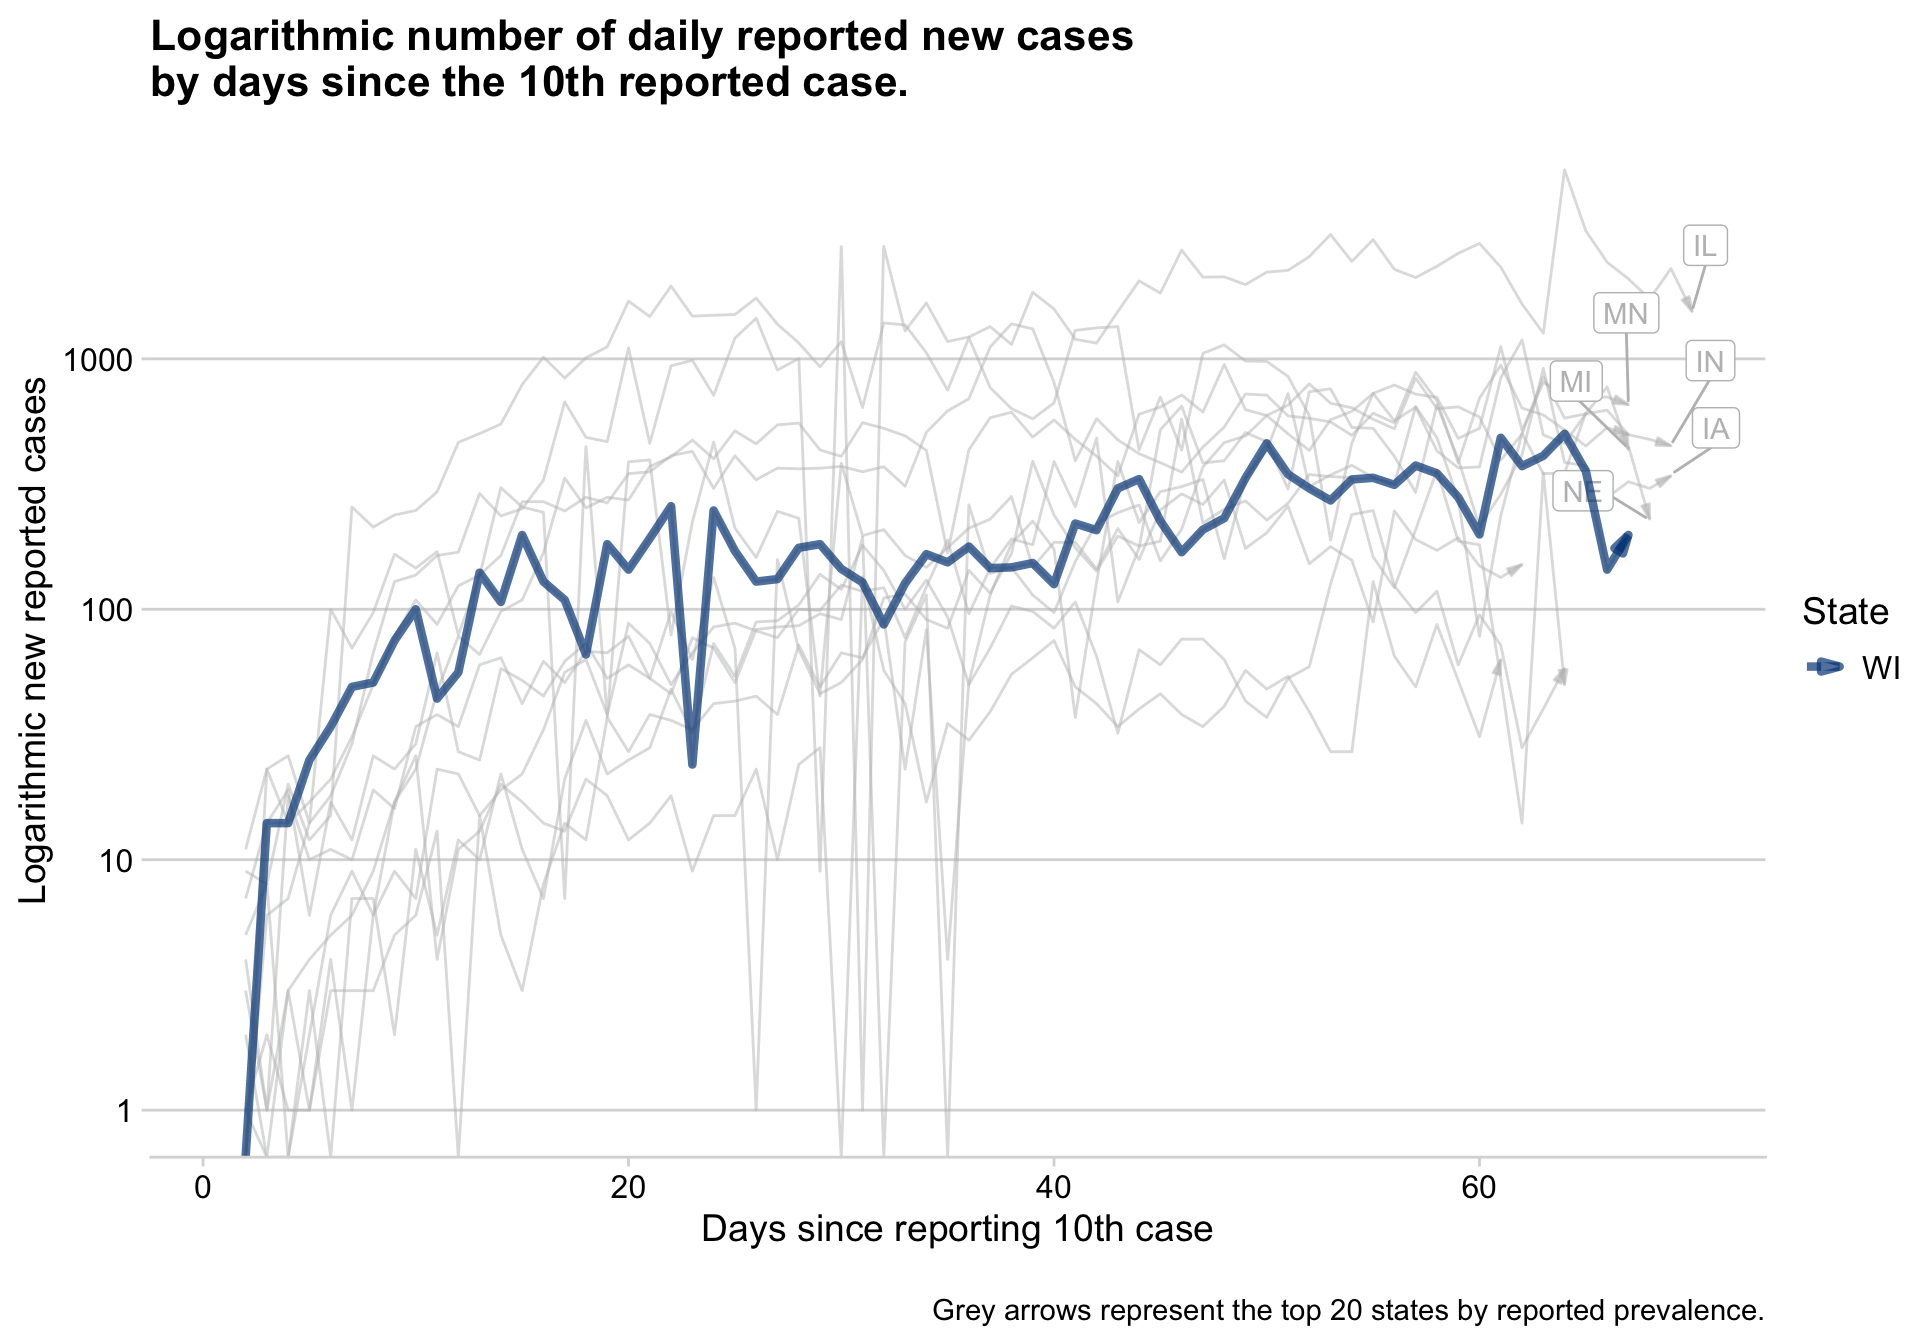 Logarithmic number of daily reported new cases
by days since the 10th reported case.
Logarithmic new reported cases
1000
100
10
1
IL
MN
IN
MI
IA
NE
State
WI
0
20
40
60
Days since reporting 10th case
Grey arrows represent the top 20 states by reported prevalence.